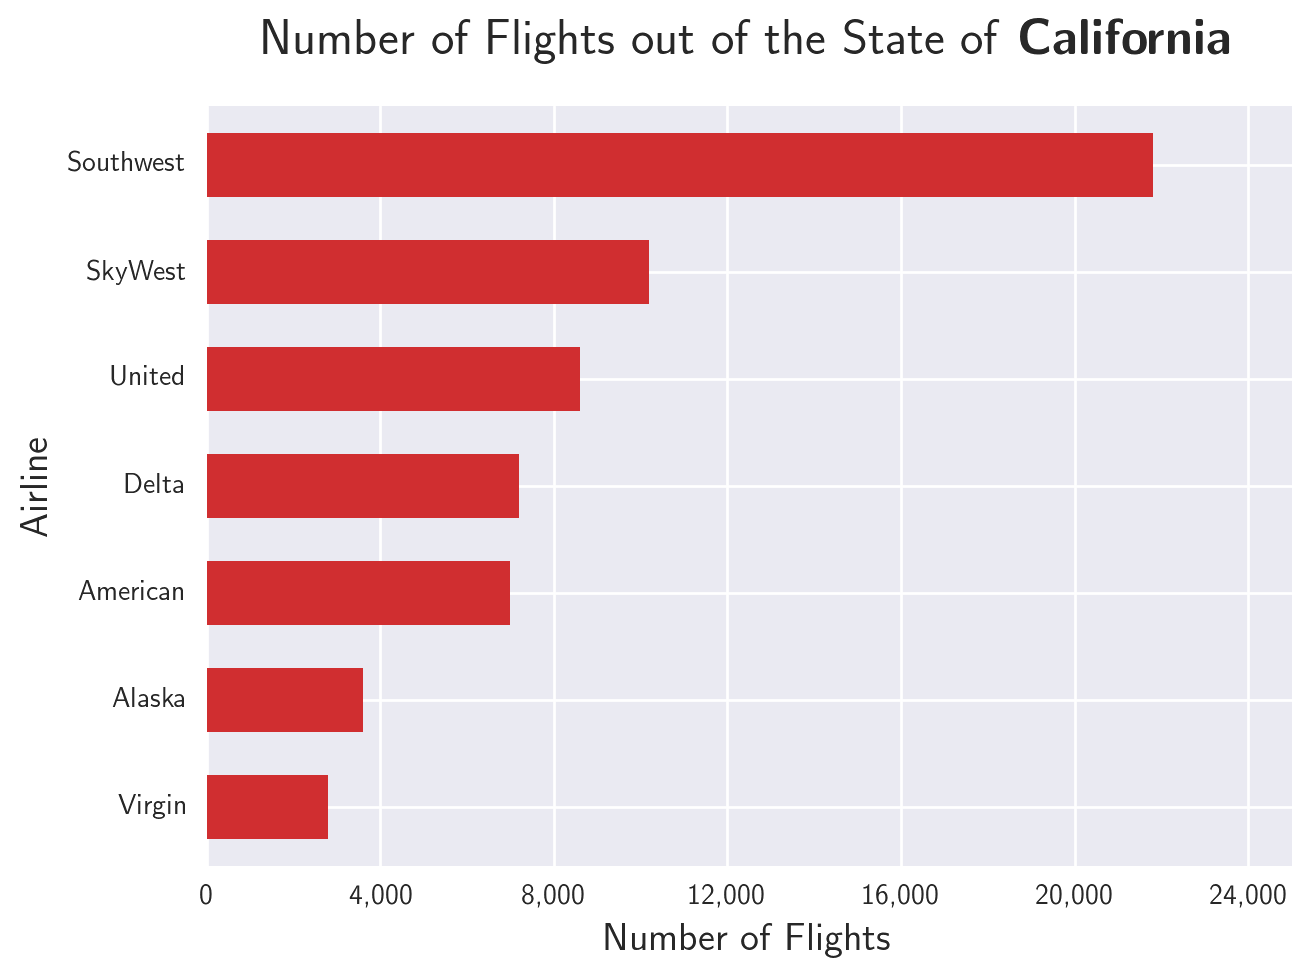 Number of Flights out of the State of California
Southwest
SkyWest
United
Delta
American
Alaska
Virgin
Airline
0 4,000 8,000 12,000 16,000 20,000 24,000
Number of Flights